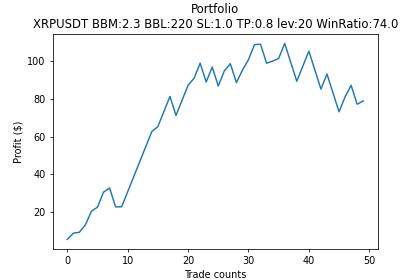 Portfolio
XRPUSDT BBM:2.3 BBL:220 SL:1.0 TP:0.8 lev:20 WinRatio:74.0
Profit ($)
100
80
60
40
20
0
10
20
30
40
50
Trade counts